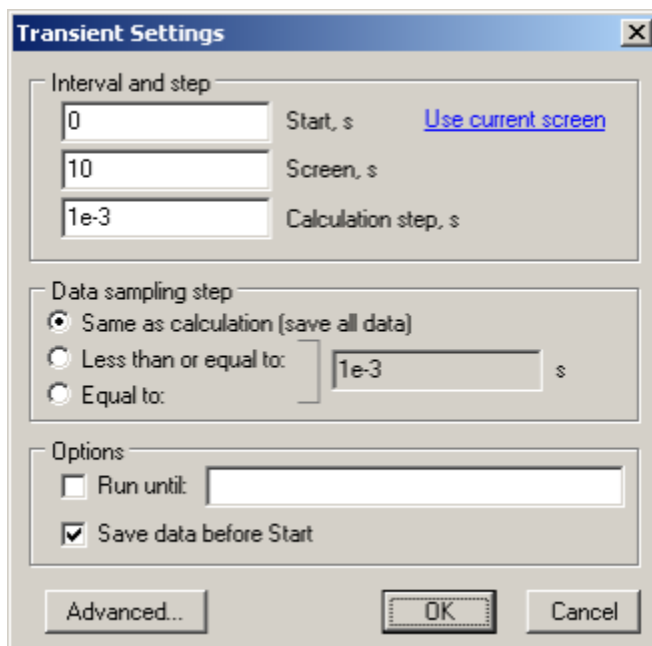 Transient Settings
Interval and step
0 Start, s Use current screen
10 Screen, s
1e-3 Calculation step, s
Data sampling step
Same as calculation (save all data)
Less than or equal to: 1e-3 s
Equal to:
Options
Run until:
Save data before Start
Advanced... OK Cancel